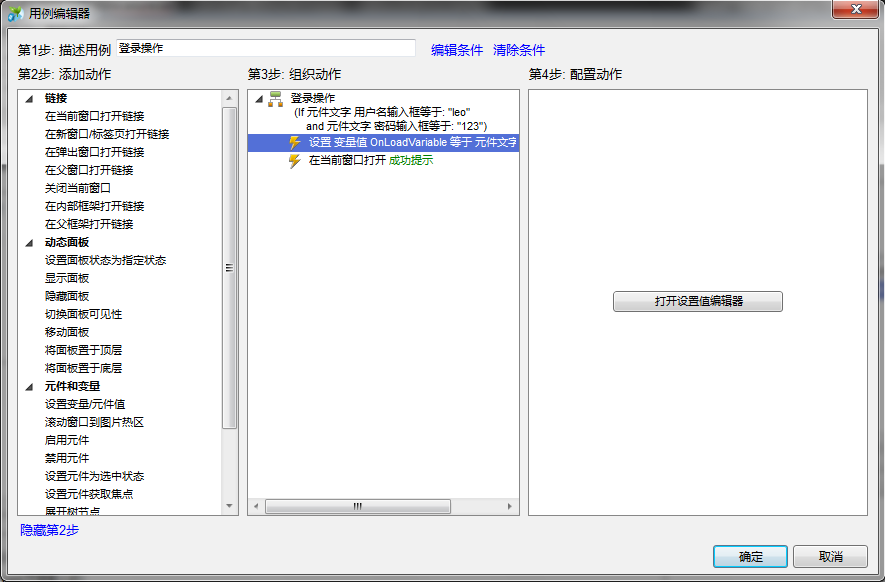 用例编辑器
第1步: 描述用例 登录操作 编辑条件 清除条件
第2步: 添加动作
链接
在当前窗口打开链接
在新窗口/标签页打开链接
在弹出窗口打开链接
在父窗口打开链接
关闭当前窗口
在内部框架打开链接
在父框架打开链接
动态面板
设置面板状态为指定状态
显示面板
隐藏面板
切换面板可见性
移动面板
将面板置于顶层
将面板置于底层
元件和变量
设置变量/元件值
滚动窗口到图片热区
启用元件
禁用元件
设置元件为选中状态
设置元件获取焦点
展开树节点
隐藏第2步
第3步: 组织动作
登录操作
(If 元件文字 用户名输入框等于: "leo"
and 元件文字 密码输入框等于: "123")
设置 变量值 OnLoadVariable 等于 元件文字
在当前窗口打开 成功提示
第4步: 配置动作
打开设置值编辑器
确定 取消